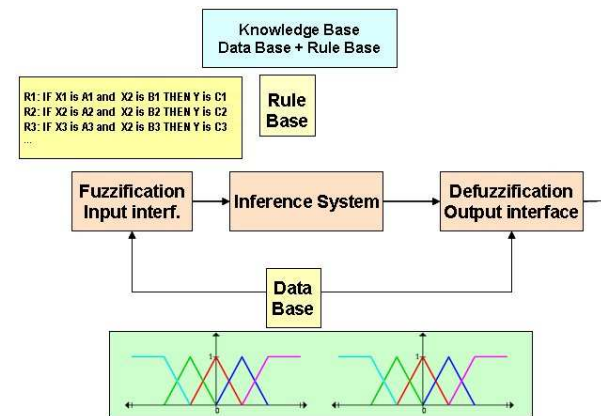 Knowledge Base
Data Base + Rule Base
R1: IF X1 is A1 and X2 is B1 THEN Y is C1
R2: IF X2 is A2 and X2 is B2 THEN Y is C2
R3: IF X3 is A3 and X2 is B3 THEN Y is C3
...
Rule
Base
Fuzzification
Input interf.
Inference System
Defuzzification
Output interface
Data
Base
1
0
1
0